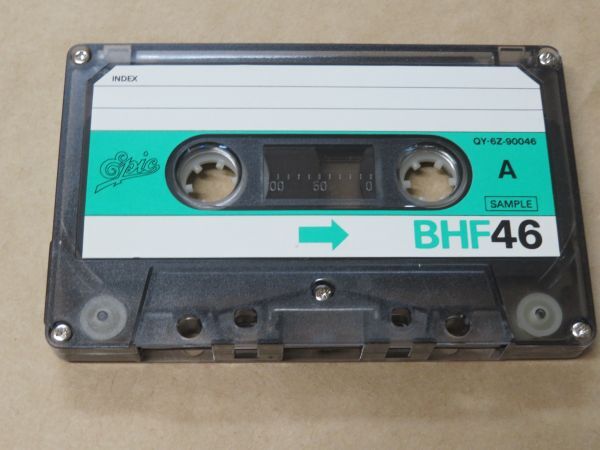 INDEX
QY·6Z-90046
Epic
A
00 50 0
SAMPLE
BHF46